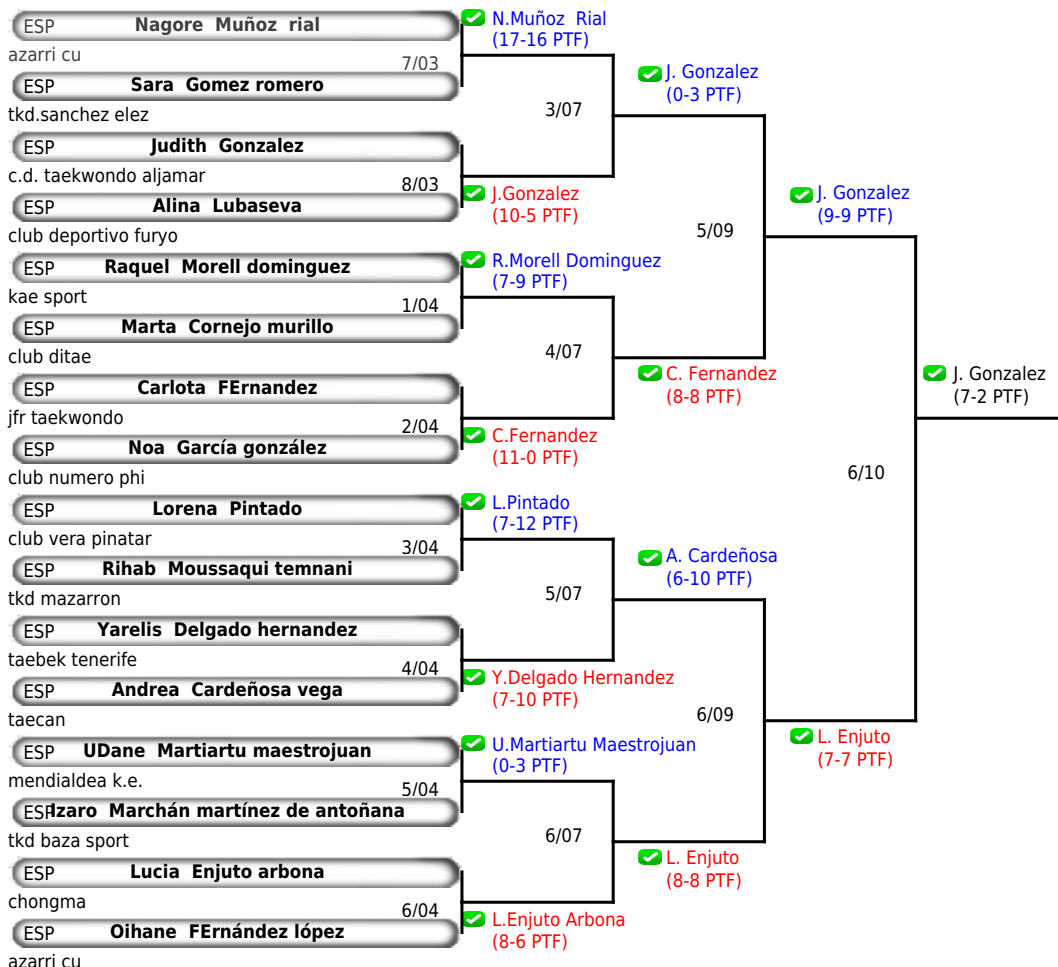 ESP Nagore Muñoz rial
azarri cu
7/03
ESP Sara Gomez romero
tkd.sanchez elez
ESP Judith Gonzalez
c.d. taekwondo aljamar
8/03
ESP Alina Lubaseva
club deportivo furyo
ESP Raquel Morell dominguez
kae sport
1/04
ESP Marta Cornejo murillo
club ditae
ESP Carlota FErnandez
jfr taekwondo
2/04
ESP Noa García gonzález
club numero phi
ESP Lorena Pintado
club vera pinatar
3/04
ESP Rihab Moussaqui temnani
tkd mazarron
ESP Yarelis Delgado hernandez
taebek tenerife
4/04
ESP Andrea Cardeñosa vega
taecan
ESP UDane Martiartu maestrojuan
mendialdea k.e.
5/04
ESP Izaro Marchán martínez de antoñana
tkd baza sport
ESP Lucia Enjuto arbona
chongma
6/04
ESP Oihane FErnández lópez
azarri cu
N.Muñoz Rial
(17-16 PTF)
3/07
J.Gonzalez
(10-5 PTF)
R.Morell Dominguez
(7-9 PTF)
4/07
C.Fernandez
(11-0 PTF)
L.Pintado
(7-12 PTF)
5/07
Y.Delgado Hernandez
(7-10 PTF)
U.Martiartu Maestrojuan
(0-3 PTF)
6/07
L.Enjuto Arbona
(8-6 PTF)
J. Gonzalez
(0-3 PTF)
5/09
C. Fernandez
(8-8 PTF)
A. Cardeñosa
(6-10 PTF)
6/09
L. Enjuto
(8-8 PTF)
J. Gonzalez
(9-9 PTF)
6/10
L. Enjuto
(7-7 PTF)
J. Gonzalez
(7-2 PTF)